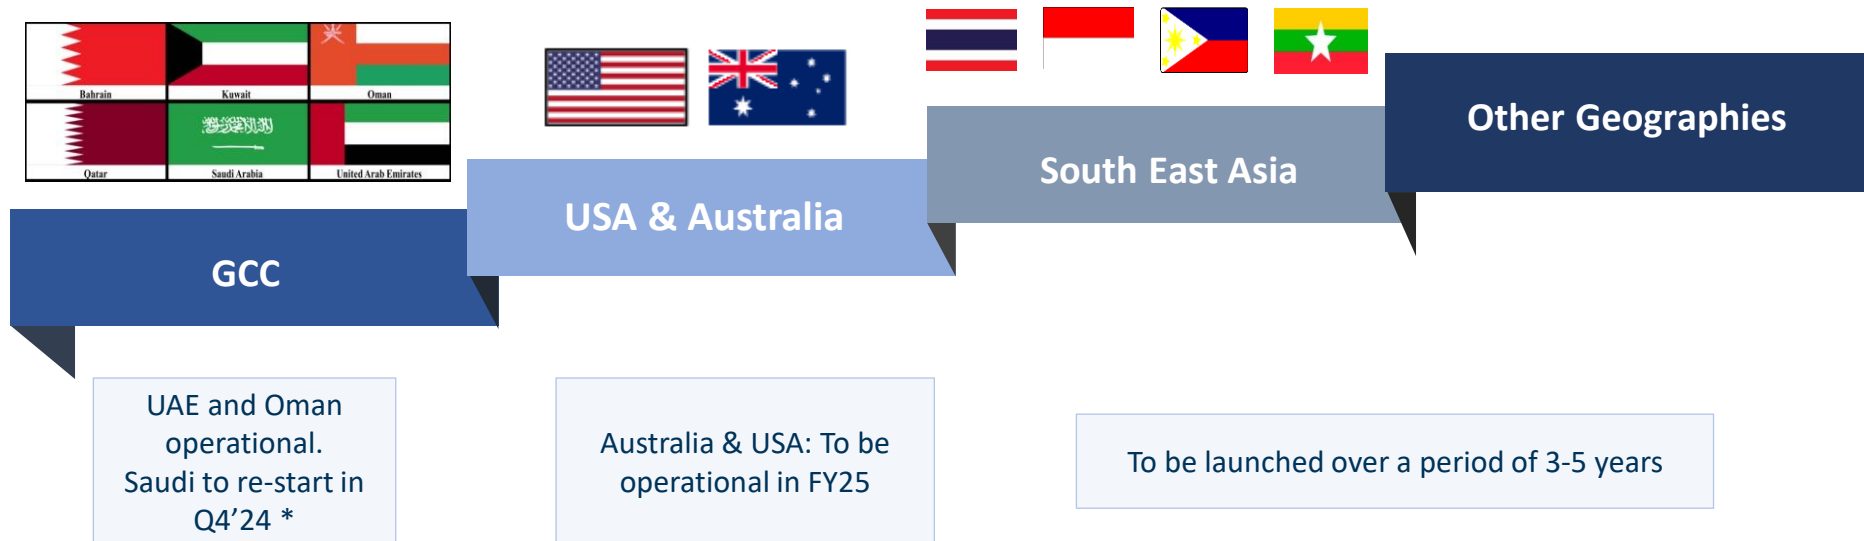 Bahrain
Kuwait
Oman
Qatar
Saudi Arabia
United Arab Emirates
GCC
USA & Australia
South East Asia
Other Geographies
UAE and Oman
operational.
Saudi to re-start in
Q4’24 *
Australia & USA: To be
operational in FY25
To be launched over a period of 3-5 years